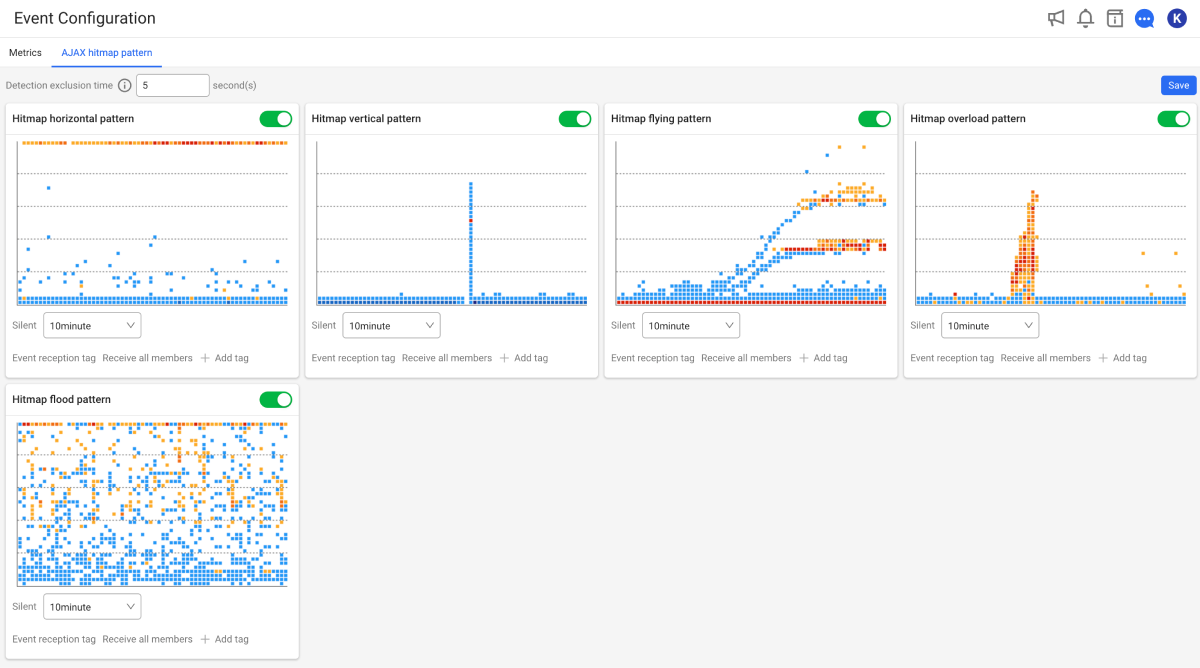 Event Configuration
K
Metrics AJAX hitmap pattern
Detection exclusion time 5 second(s) Save
Hitmap horizontal pattern
Silent 10minute
Event reception tag Receive all members + Add tag
Hitmap vertical pattern
Silent 10minute
Event reception tag Receive all members + Add tag
Hitmap flying pattern
Silent 10minute
Event reception tag Receive all members + Add tag
Hitmap overload pattern
Silent 10minute
Event reception tag Receive all members + Add tag
Hitmap flood pattern
Silent 10minute
Event reception tag Receive all members + Add tag